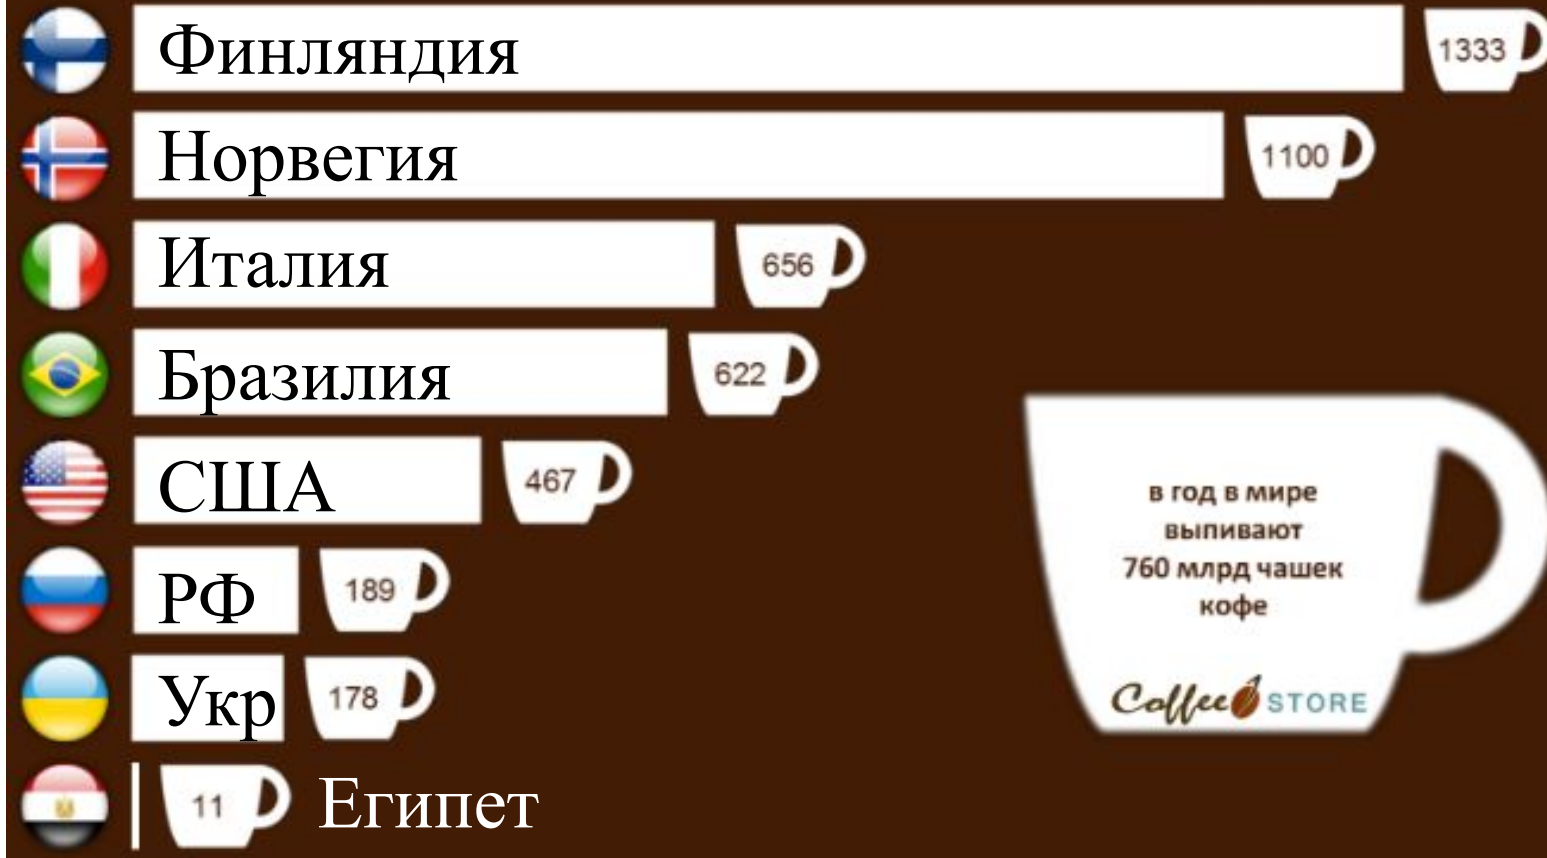 Финляндия 1333
Норвегия 1100
Италия 656
Бразилия 622
США 467
РФ 189
Укр 178
11 Египет
в год в мире
выпивают
760 млрд чашек
кофе
Coffee STORE